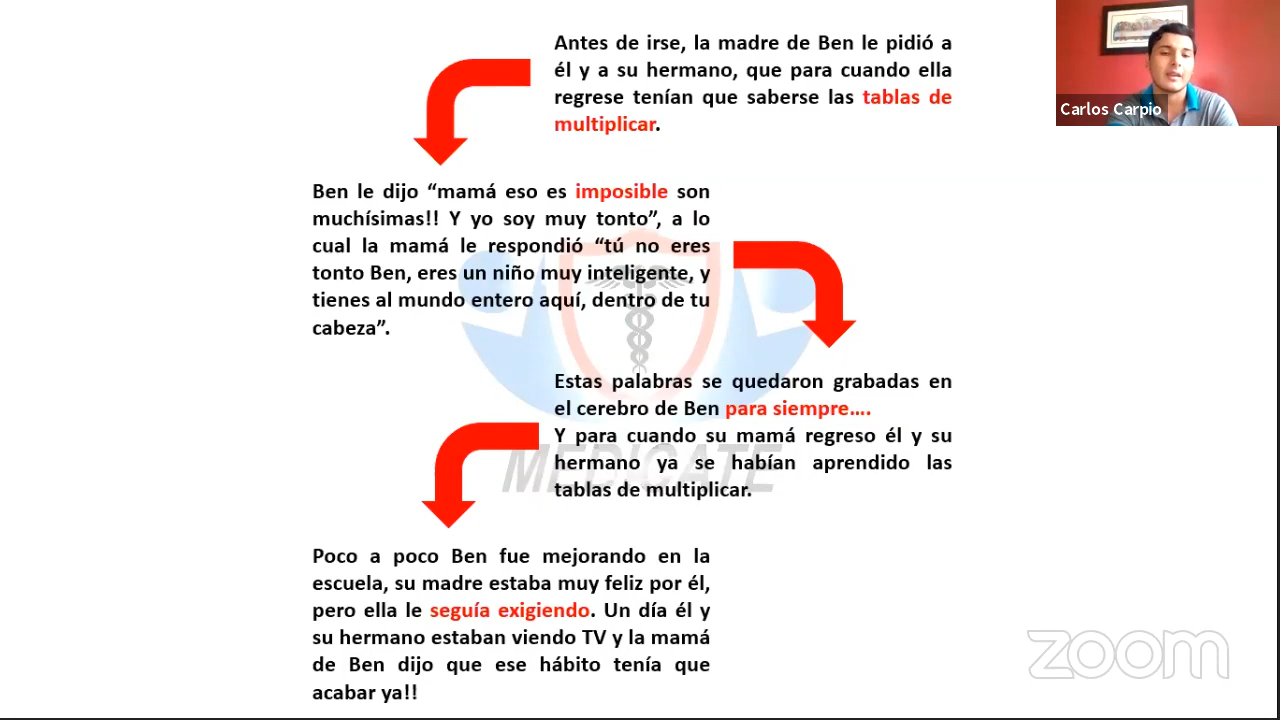 Antes de irse, la madre de Ben le pidió a
él y a su hermano, que para cuando ella
regrese tenían que saberse las tablas de
multiplicar.
Carlos Carpio
Ben le dijo “mamá eso es imposible son
muchísimas!! Y yo soy muy tonto”, a lo
cual la mamá le respondió “tú no eres
tonto Ben, eres un niño muy inteligente, y
tienes al mundo entero aquí, dentro de tu
cabeza”.
Estas palabras se quedaron grabadas en
el cerebro de Ben para siempre....
Y para cuando su mamá regreso él y su
hermano ya se habían aprendido las
tablas de multiplicar.
MEDICATE
Poco a poco Ben fue mejorando en la
escuela, su madre estaba muy feliz por él,
pero ella le seguía exigiendo. Un día él y
su hermano estaban viendo TV y la mamá
de Ben dijo que ese hábito tenía que
acabar ya!!
zoom